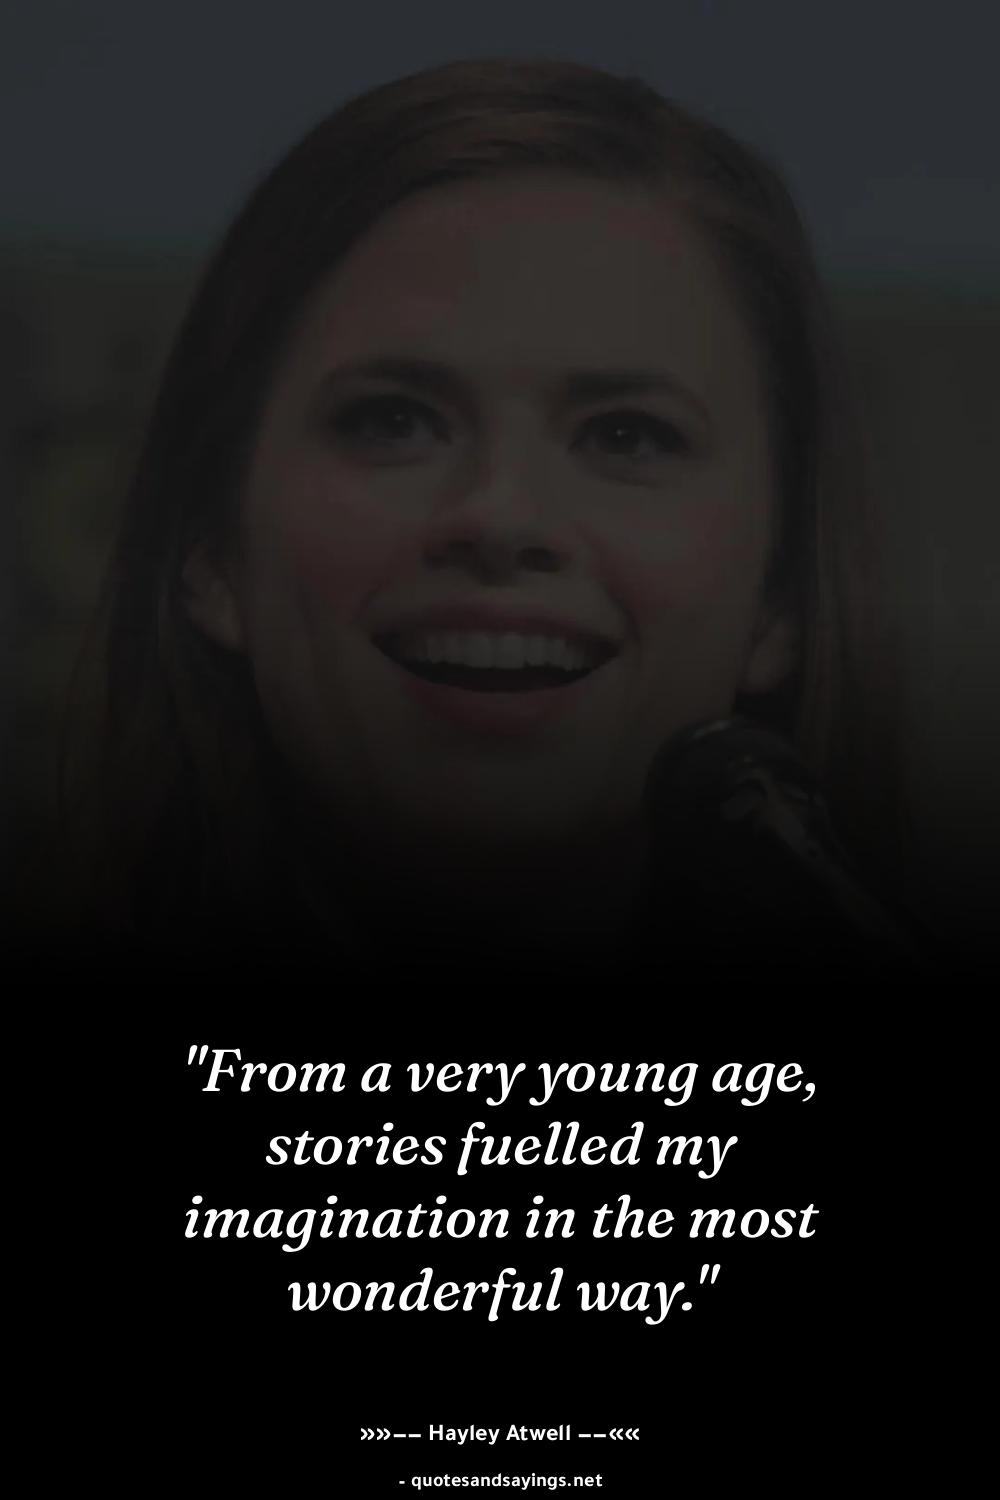 "From a very young age,
stories fuelled my
imagination in the most
wonderful way."
»»−− Hayley Atwell −−««
- quotesandsayings.net